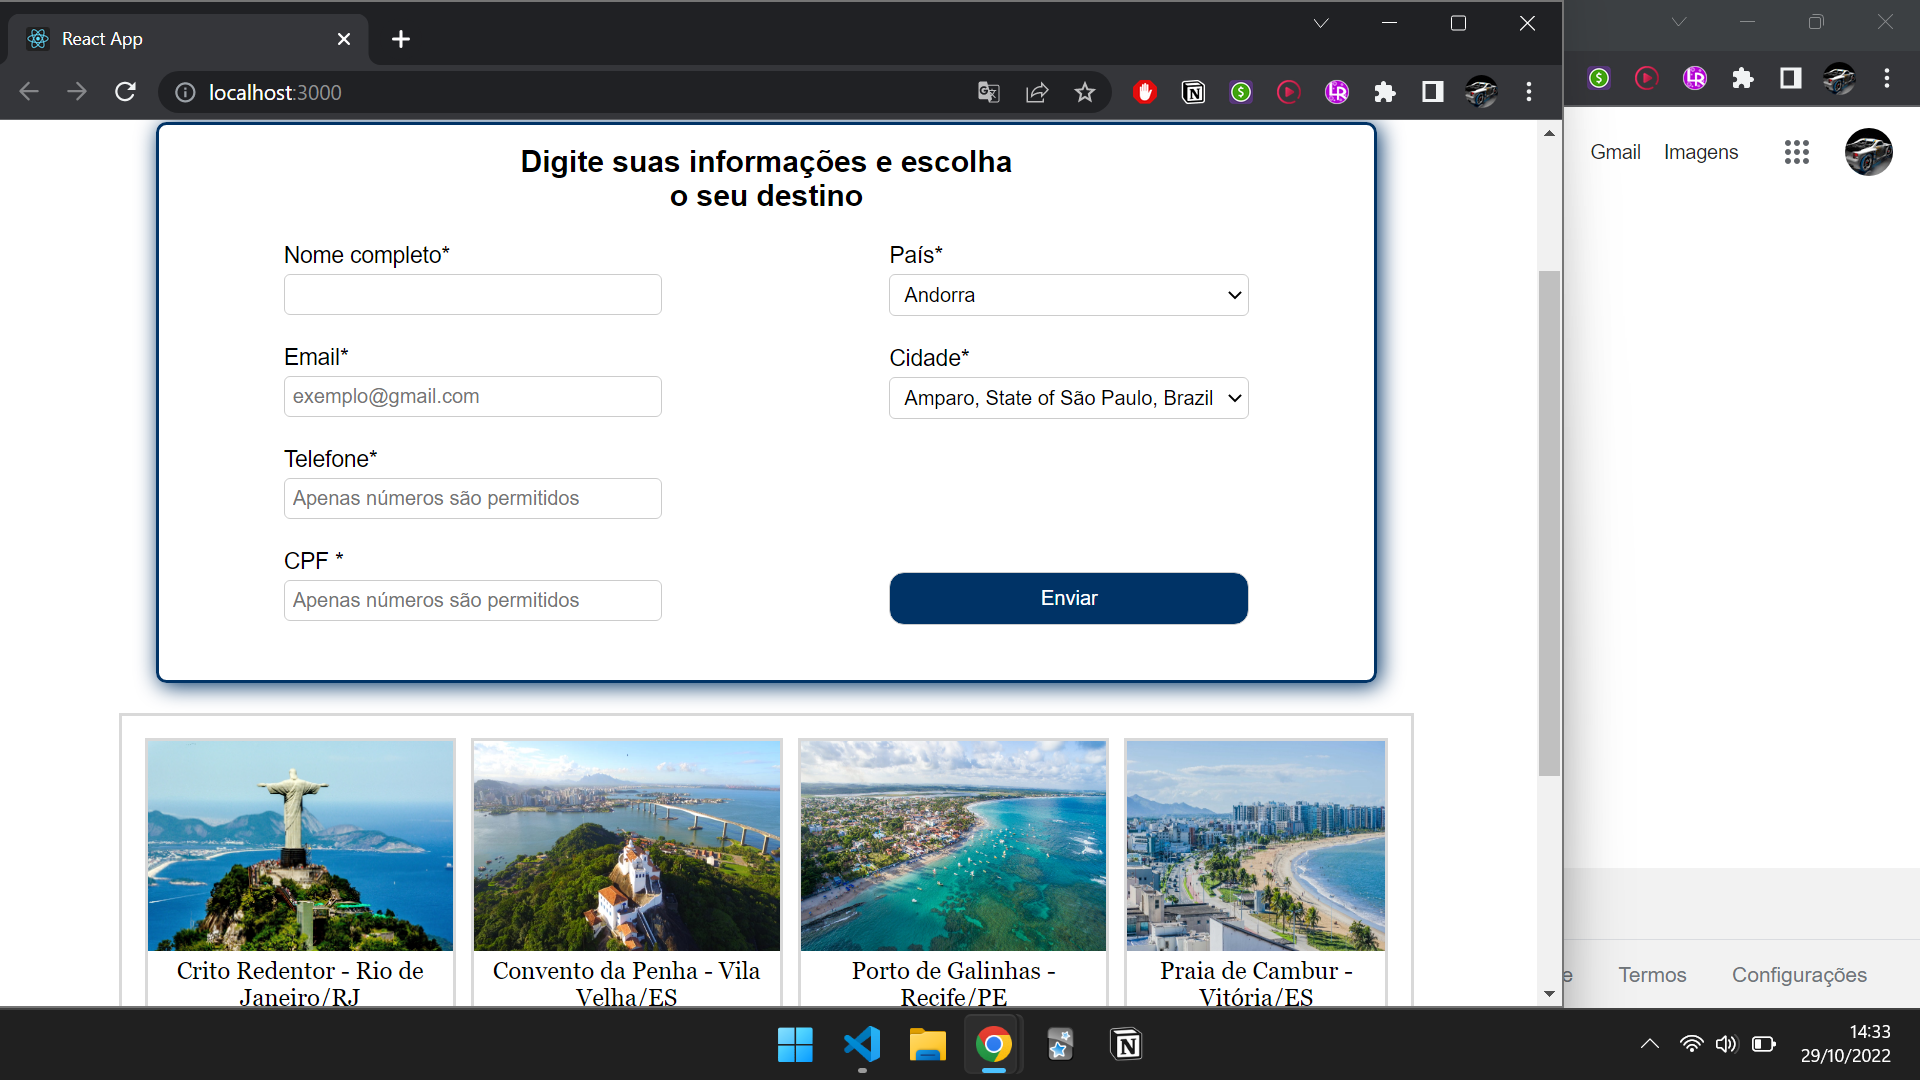 React App
localhost:3000
Gmail
Imagens
Digite suas informações e escolha
o seu destino
Nome completo*
País*
Andorra
Email*
exemplo@gmail.com
Cidade*
Amparo, State of São Paulo, Brazil
Telefone*
Apenas números são permitidos
CPF *
Apenas números são permitidos
Enviar
Crito Redentor - Rio de
Janeiro/RJ
Convento da Penha - Vila
Velha/ES
Porto de Galinhas -
Recife/PE
Praia de Cambur -
Vitória/ES
e
Termos
Configurações
14:33
29/10/2022